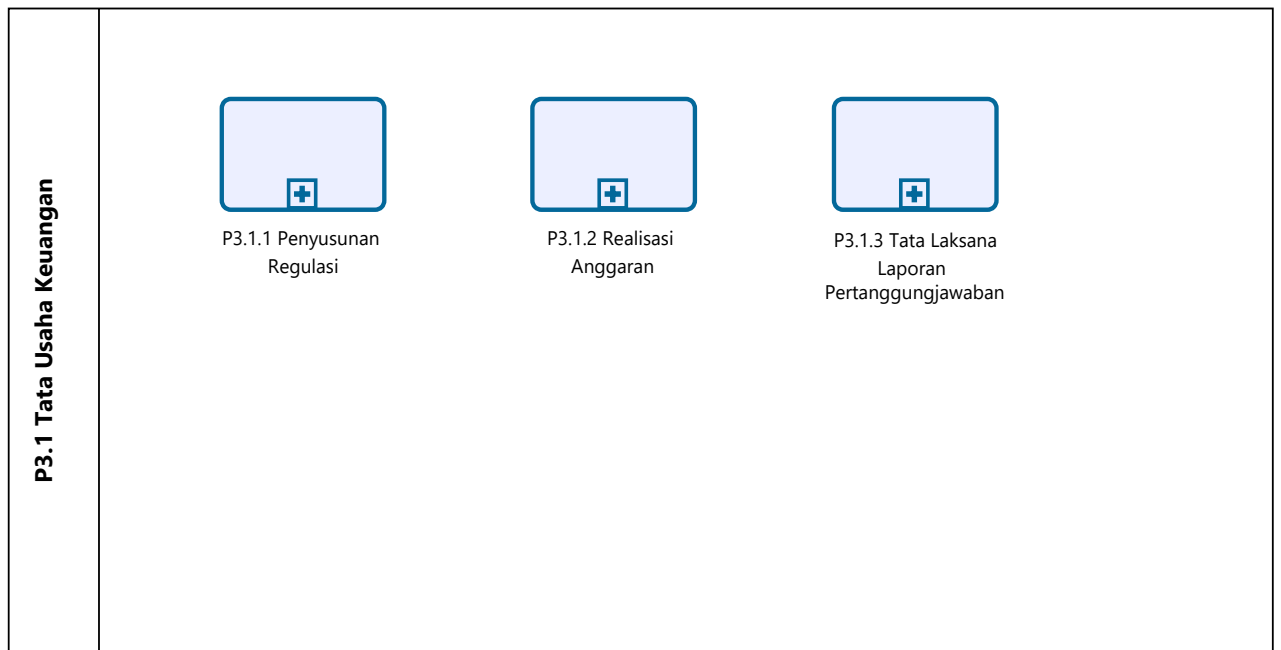 P3.1 Tata Usaha Keuangan
P3.1.1 Penyusunan
Regulasi
P3.1.2 Realisasi
Anggaran
P3.1.3 Tata Laksana
Laporan
Pertanggungjawaban